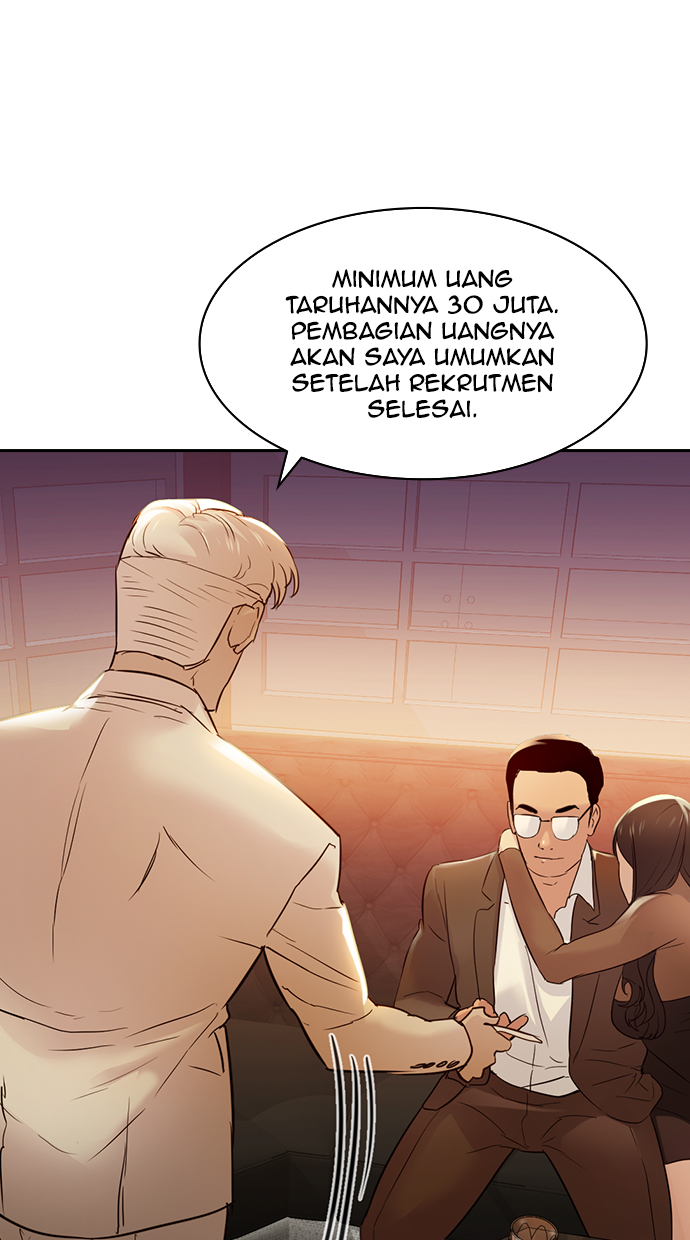 MINIMUM UANG
TARUHANNYA 30 JUTA.
PEMBAGIAN UANGNYA
AKAN SAYA UMUMKAN
SETELAH REKRUTMEN
SELESAI.